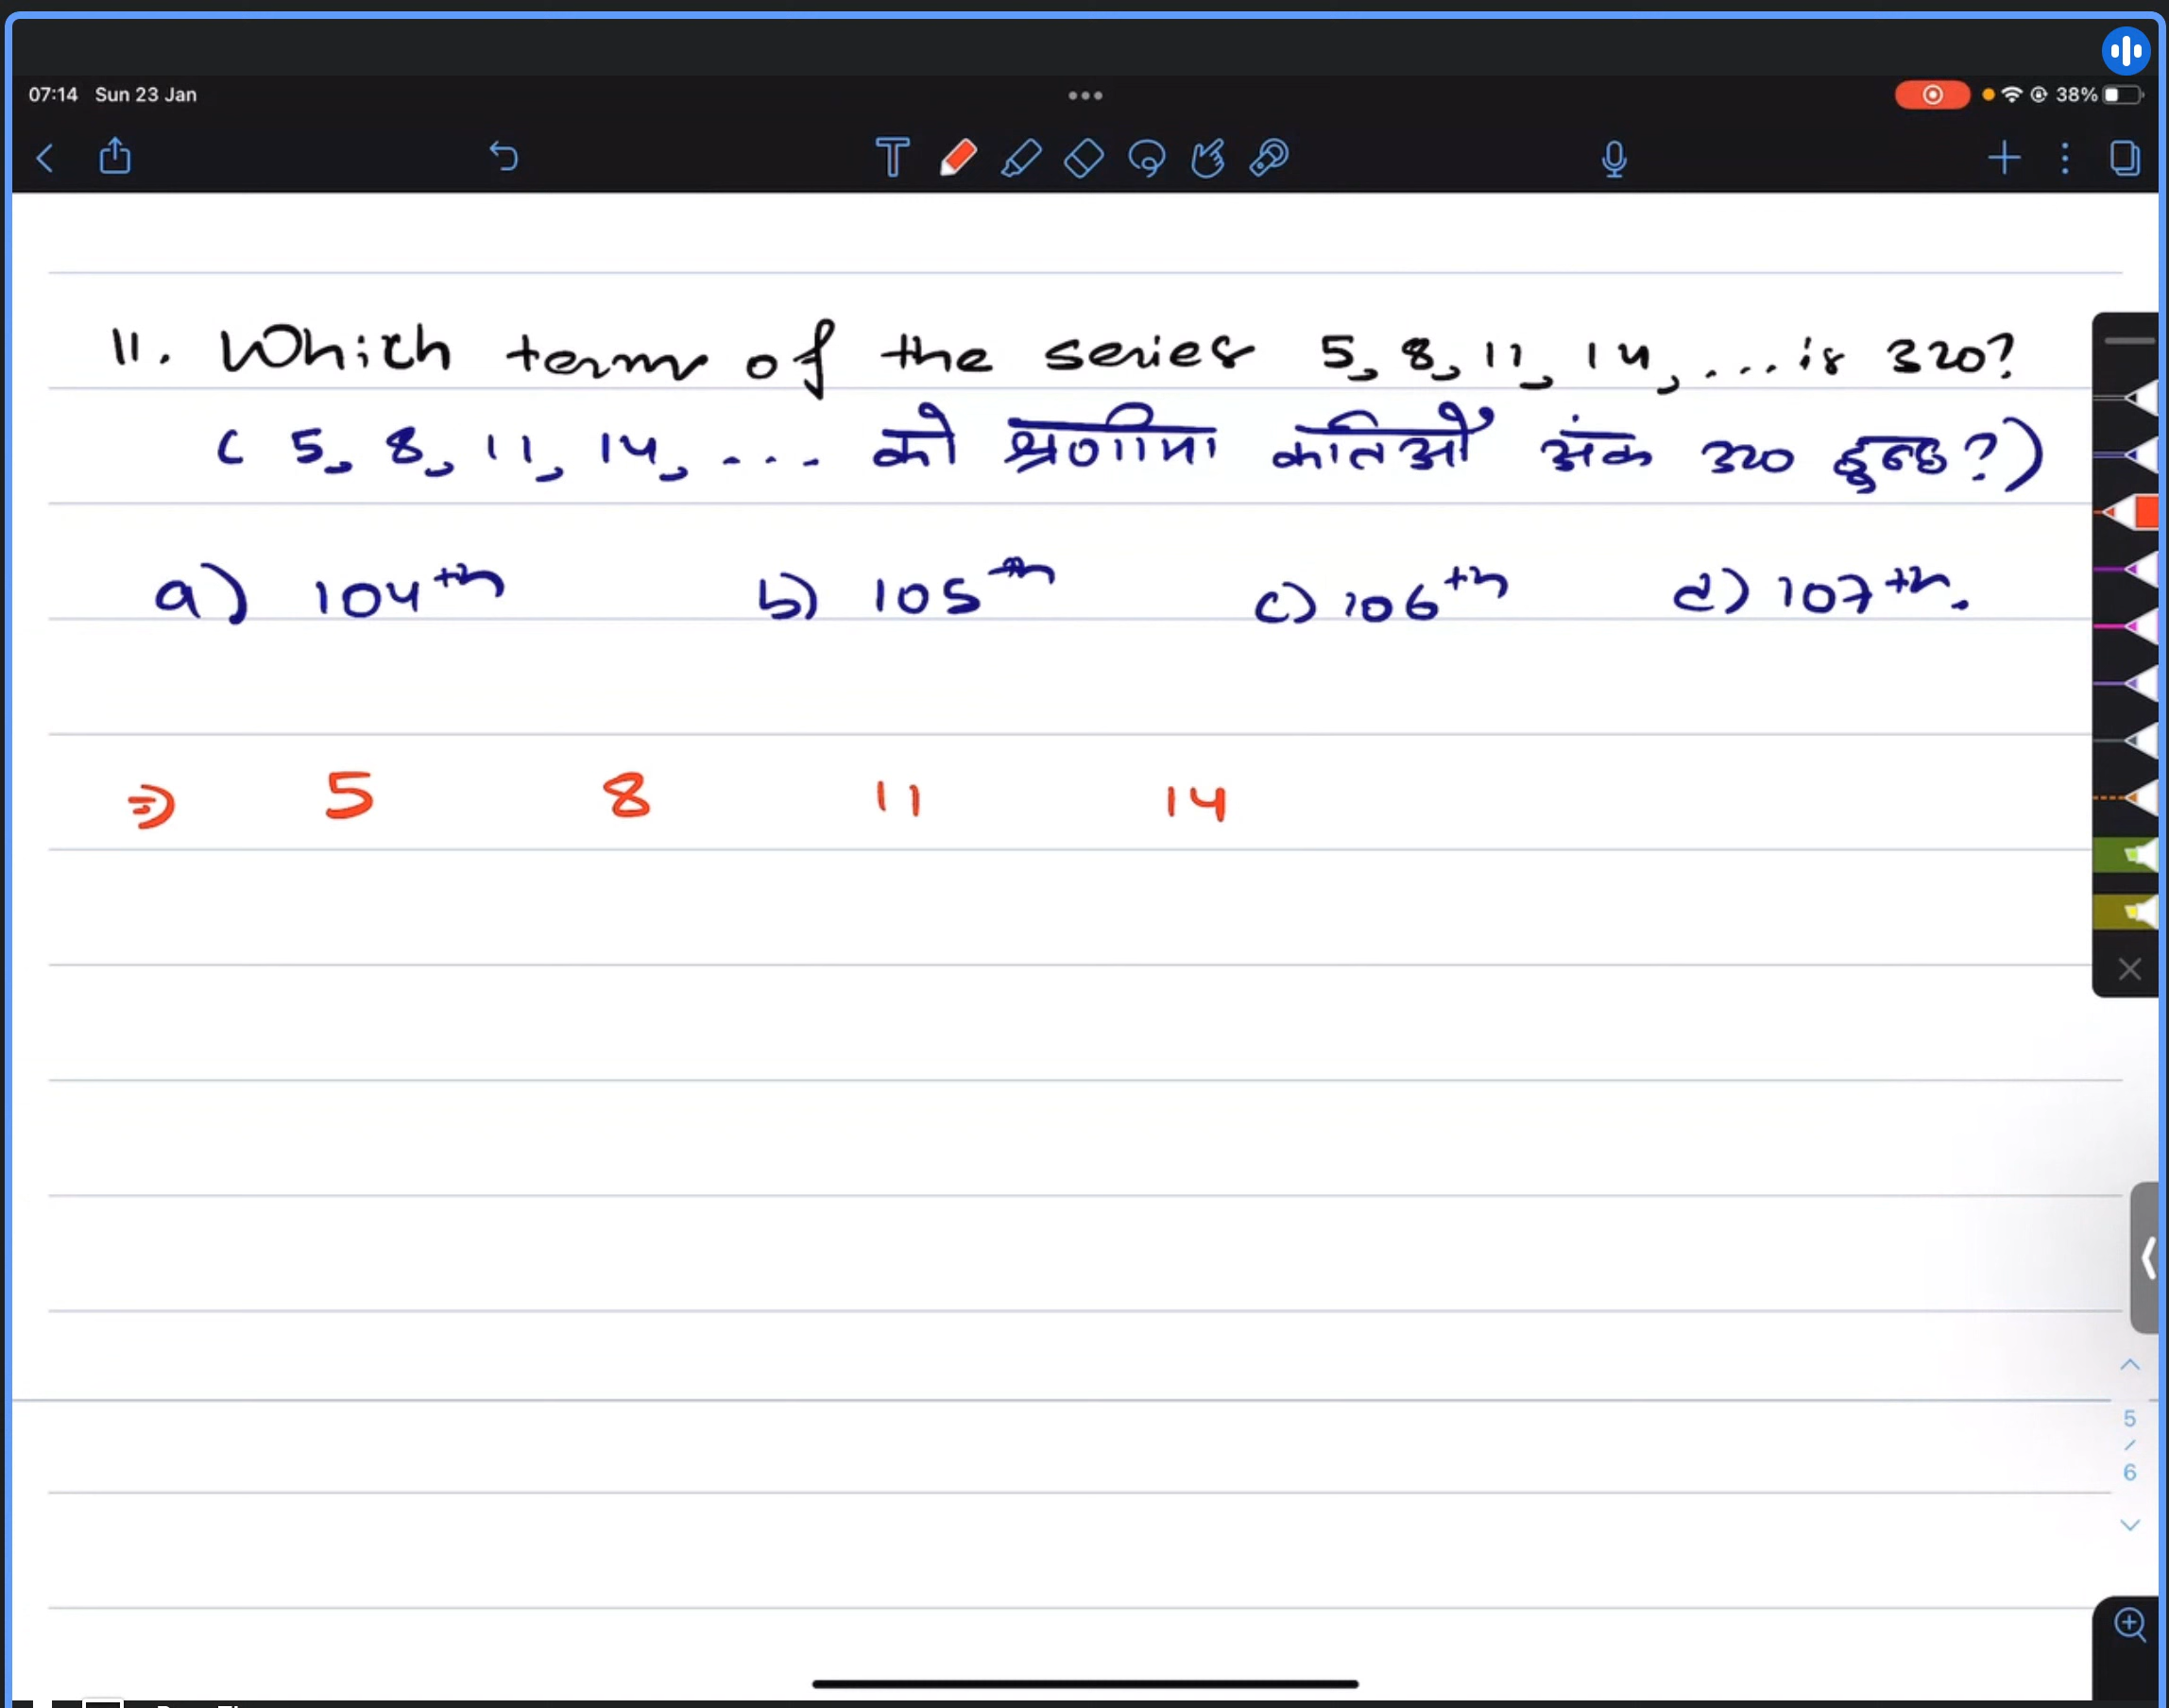 07:14 Sun 23 Jan
38%
11. Which term of the series 5, 8, 11, 14, ... is 320?
( 5, 8, 11, 14, ... को अंक 320 हुन्छ ?)
a) 104th b) 105th c) 106th d) 107th.
⇒ 5 8 11 14
5
/
6